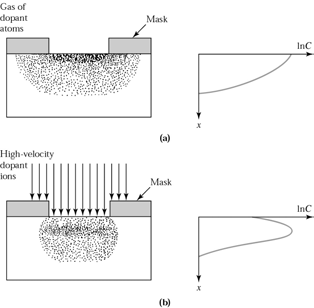 Gas of
dopant
atoms
Mask
lnC
x
(a)
High-velocity
dopant
ions
Mask
lnC
x
(b)